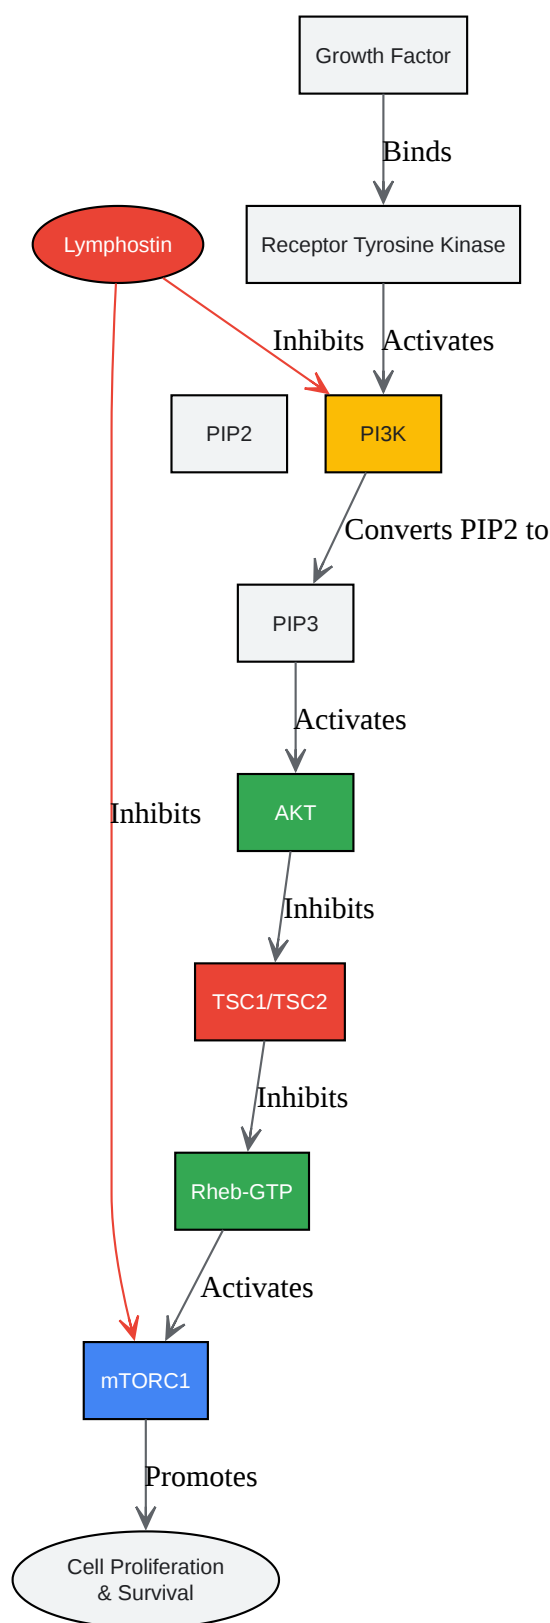 Growth Factor
Binds
Lymphostin
Receptor Tyrosine Kinase
Inhibits
Activates
PIP2
PI3K
Converts PIP2 to
PIP3
Activates
AKT
Inhibits
Inhibits
TSC1/TSC2
Inhibits
Rheb-GTP
Activates
mTORC1
Promotes
Cell Proliferation
& Survival